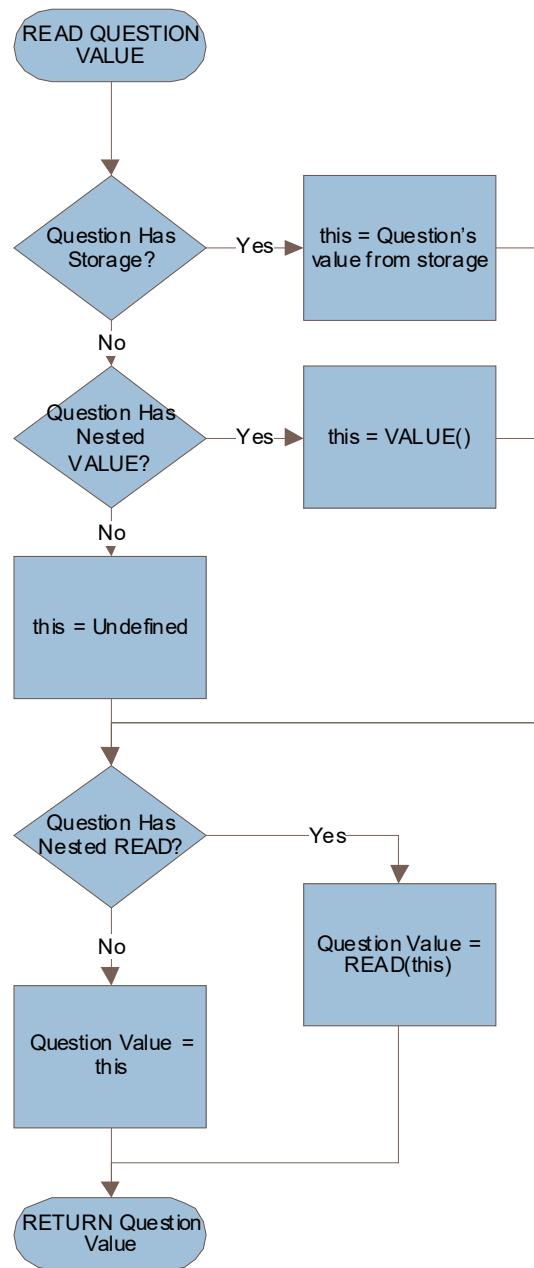 READ QUESTION
VALUE
Question Has
Storage?
Yes
this = Question's
value from storage
No
Question Has
Nested
VALUE?
Yes
this = VALUE()
No
this = Undefined
Question Has
Nested READ?
Yes
Question Value =
READ(this)
No
Question Value =
this
RETURN Question
Value